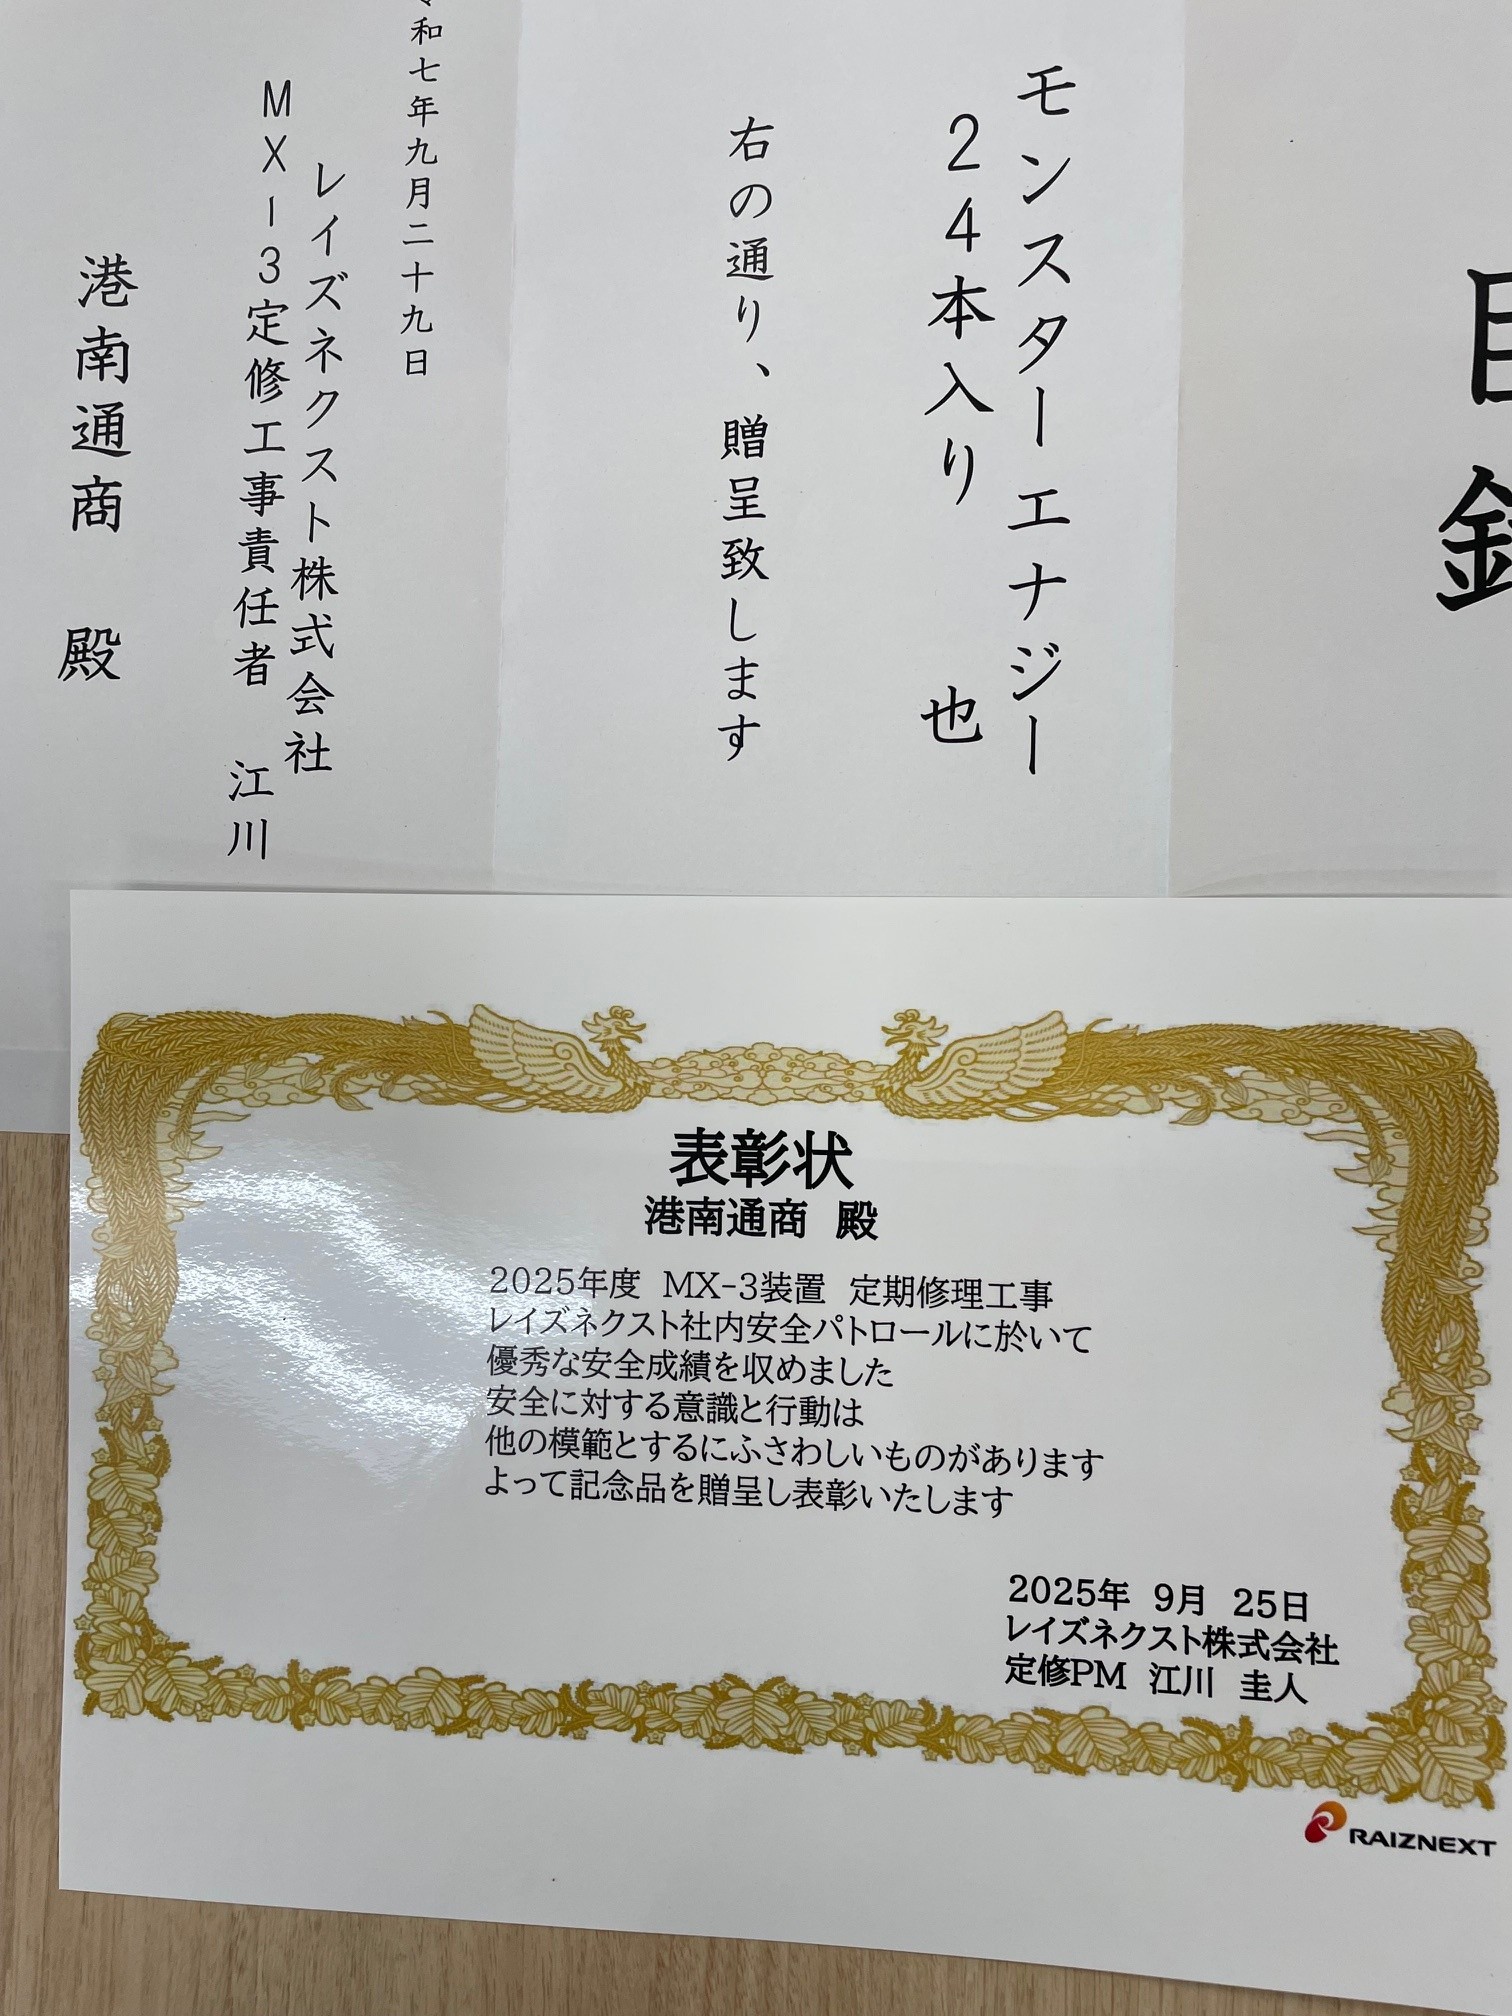 目録
モンスターエナジー
24本入り 也
右の通り、贈呈致します
令和七年九月二十九日
レイズネクスト株式会社
MX-3定修工事責任者 江川
港南通商 殿
表彰状
港南通商 殿
2025年度 MX-3装置 定期修理工事
レイズネクスト社内安全パトロールに於いて
優秀な安全成績を収めました
安全に対する意識と行動は
他の模範とするにふさわしいものがあります
よって記念品を贈呈し表彰いたします
2025年 9月 25日
レイズネクスト株式会社
定修PM 江川 圭人
RAIZNEXT